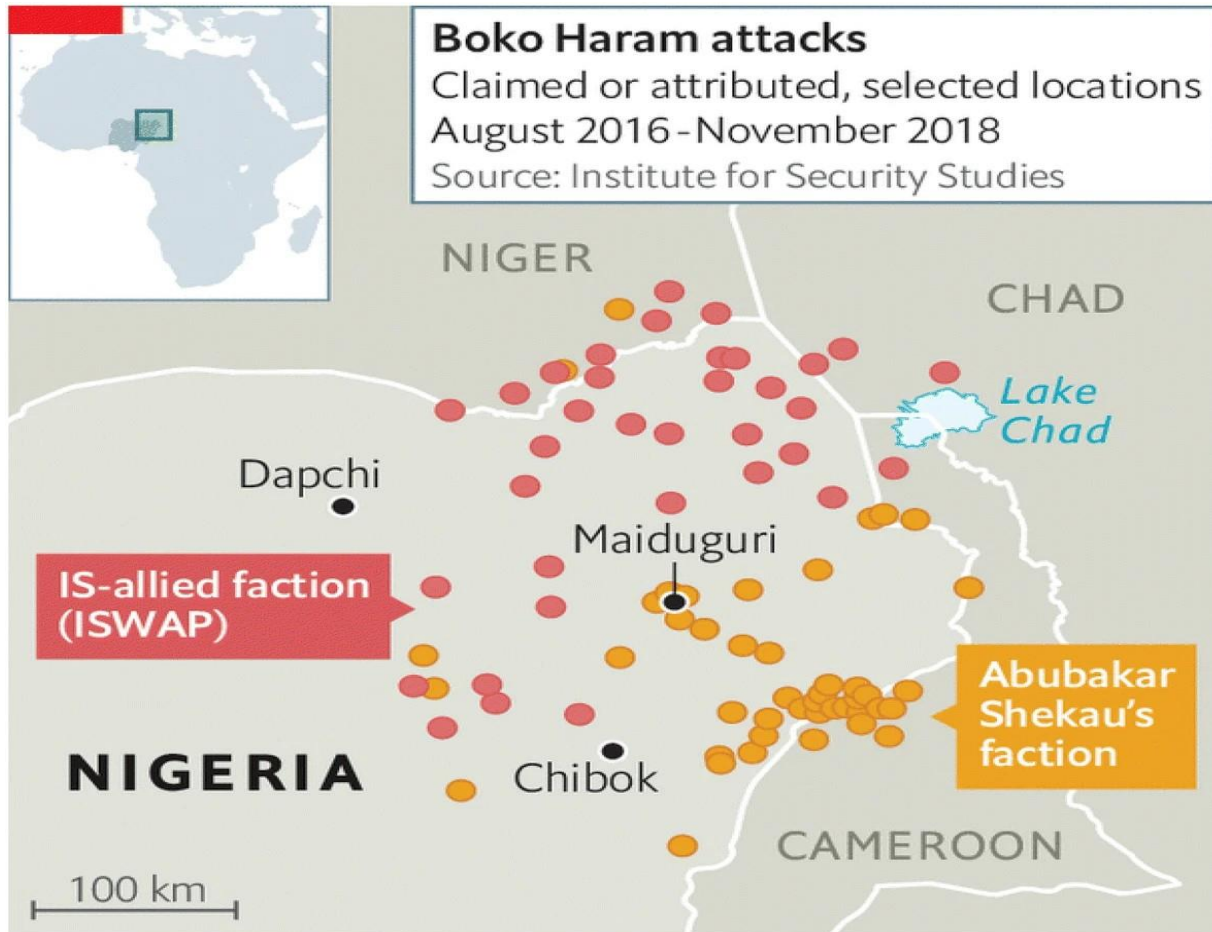 Boko Haram attacks
Claimed or attributed, selected locations
August 2016-November 2018
Source: Institute for Security Studies
NIGER
CHAD
Lake
Chad
Dapchi
Maiduguri
IS-allied faction
(ISWAP)
Abubakar
Shekau's
faction
NIGERIA
Chibok
CAMEROON
100 km